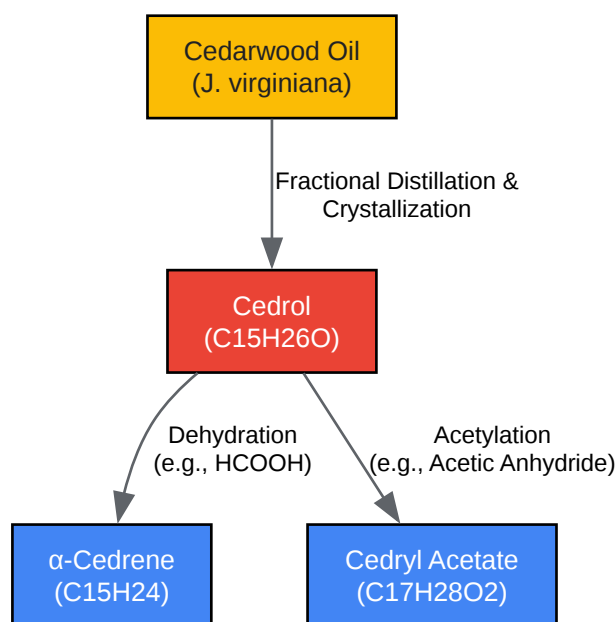 Cedarwood Oil
(J. virginiana)
Fractional Distillation &
Crystallization
Cedrol
(C15H26O)
Dehydration
(e.g., HCOOH)
Acetylation
(e.g., Acetic Anhydride)
α-Cedrene
(C15H24)
Cedryl Acetate
(C17H28O2)